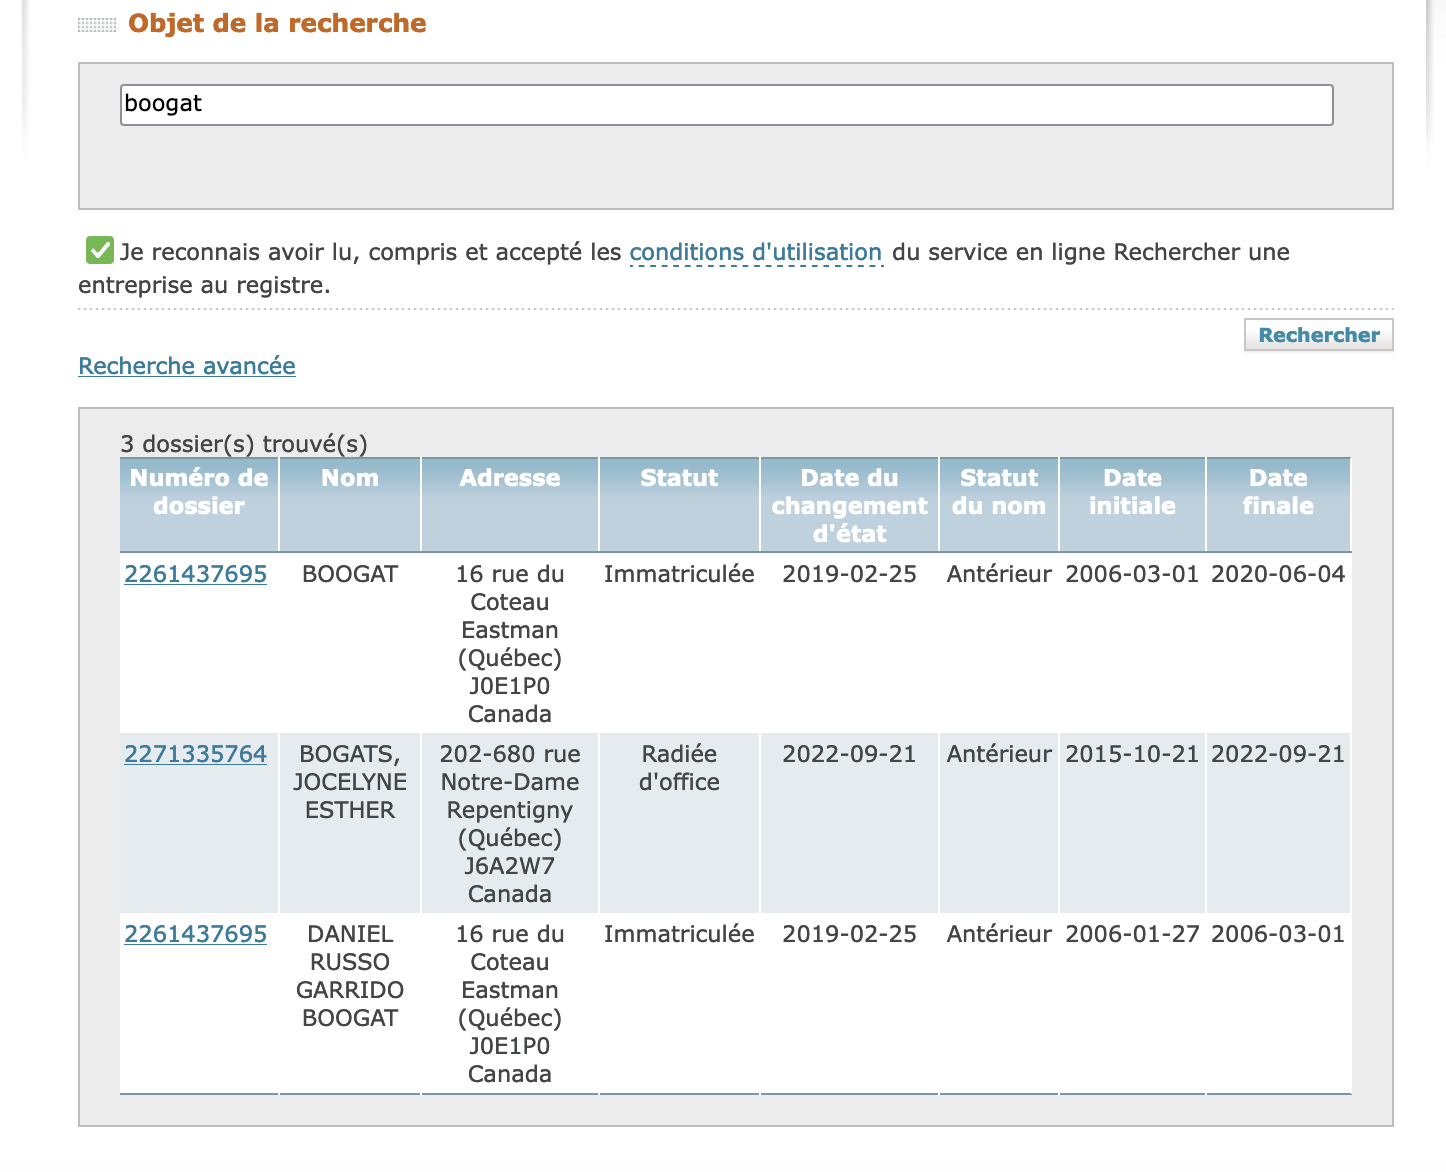 Objet de la recherche
boogat
Je reconnais avoir lu, compris et accepté les conditions d'utilisation du service en ligne Rechercher une
entreprise au registre.
Rechercher
Recherche avancée
3 dossier(s) trouvé(s)
Numéro de dossier Nom Adresse Statut Date du changement d'état Statut du nom Date initiale Date finale
2261437695 BOOGAT 16 rue du Immatriculée 2019-02-25 Antérieur 2006-03-01 2020-06-04
Coteau
Eastman
(Québec)
J0E1P0
Canada
2271335764 BOGATS, 202-680 rue Radiée 2022-09-21 Antérieur 2015-10-21 2022-09-21
JOCELYNE Notre-Dame d'office
ESTHER Repentigny
(Québec)
J6A2W7
Canada
2261437695 DANIEL 16 rue du Immatriculée 2019-02-25 Antérieur 2006-01-27 2006-03-01
RUSSO Coteau
GARRIDO Eastman
BOOGAT (Québec)
J0E1P0
Canada